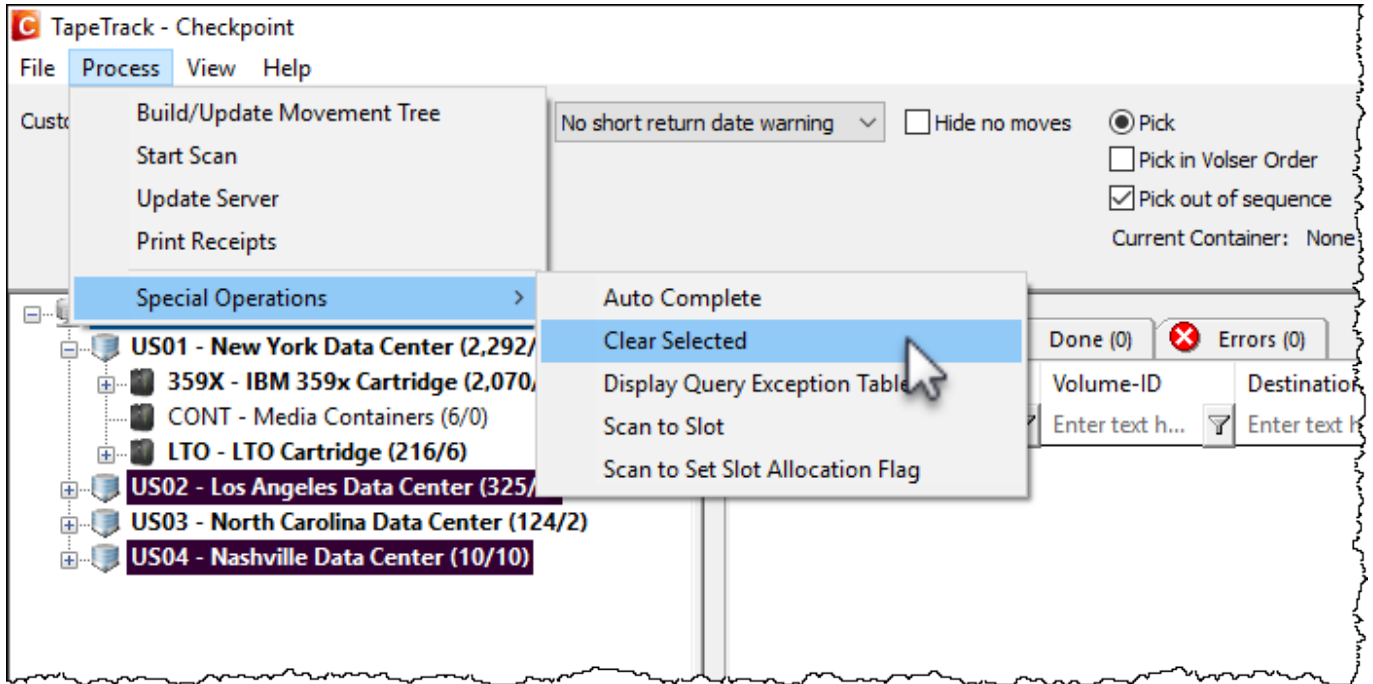 TapeTrack - Checkpoint
File Process View Help
Build/Update Movement Tree
Start Scan
Update Server
Print Receipts
Special Operations
Auto Complete
Clear Selected
Display Query Exception Table
Scan to Slot
Scan to Set Slot Allocation Flag
No short return date warning
Hide no moves
Pick
Pick in Volser Order
Pick out of sequence
Current Container: None
US01 - New York Data Center (2,292/
359X - IBM 359x Cartridge (2,070/
CONT - Media Containers (6/0)
LTO - LTO Cartridge (216/6)
US02 - Los Angeles Data Center (325/
US03 - North Carolina Data Center (124/2)
US04 - Nashville Data Center (10/10)
Done (0) Errors (0)
Volume-ID Destination
Enter text h... Enter text h